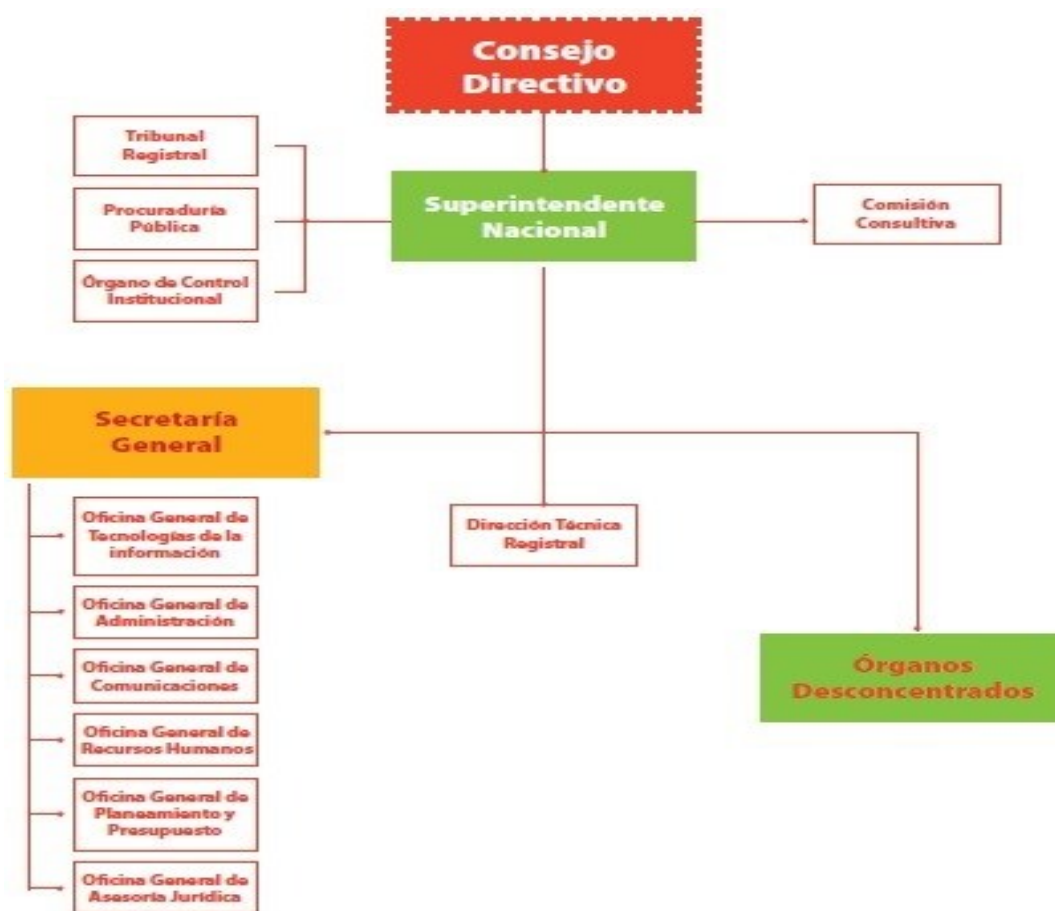 Consejo
Directivo
Tribunal
Registral
Procuraduría
Pública
Órgano de Control
Institucional
Superintendente
Nacional
Comisión
Consultiva
Secretaría
General
Oficina General de
Tecnologías de la
información
Oficina General de
Administración
Oficina General de
Comunicaciones
Oficina General de
Recursos Humanos
Oficina General de
Planeamiento y
Presupuesto
Oficina General de
Asesoría Jurídica
Dirección Técnica
Registral
Órganos
Desconcentrados